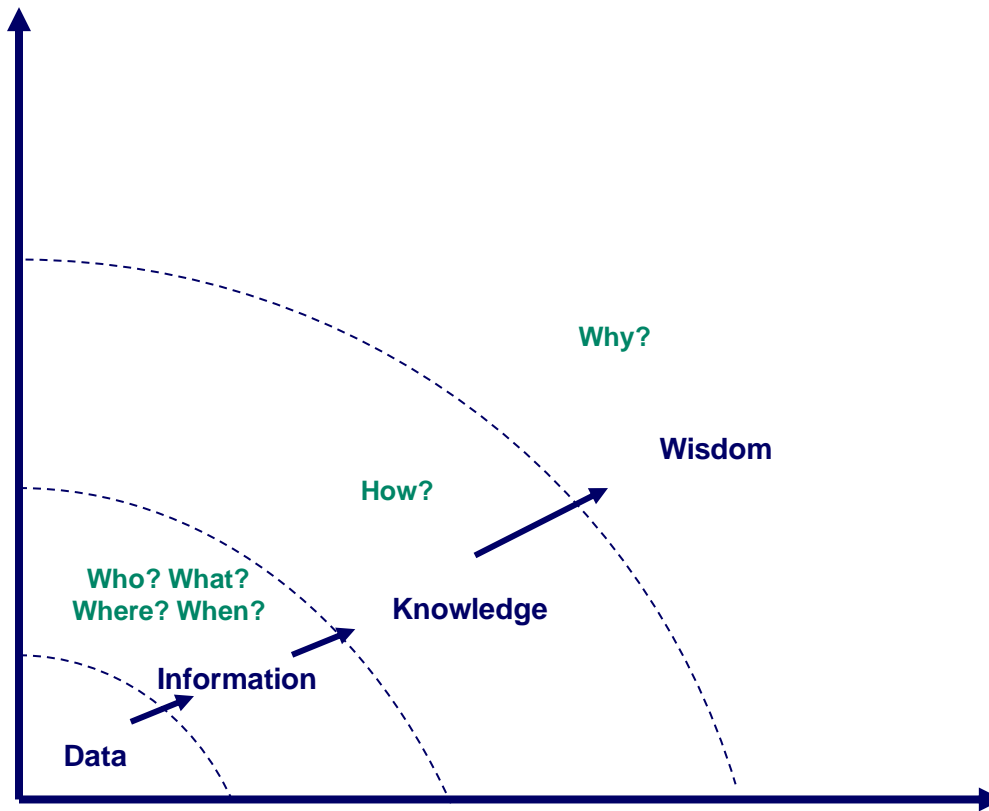 Why?
Wisdom
How?
Who? What?
Where? When?
Knowledge
Information
Data